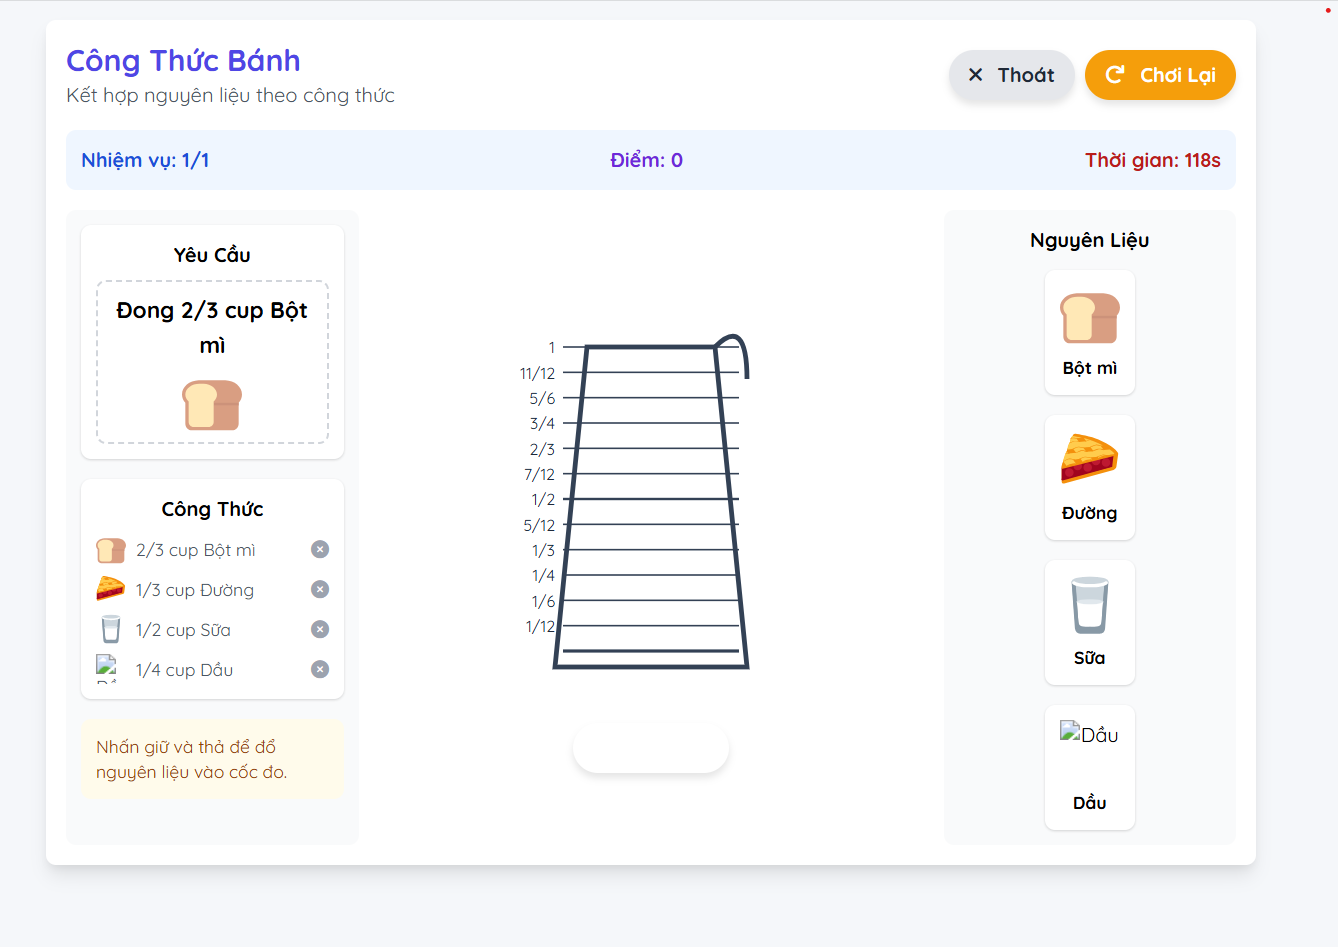 Công Thức Bánh
Kết hợp nguyên liệu theo công thức
Thoát
Chơi Lại
Nhiệm vụ: 1/1
Điểm: 0
Thời gian: 118s
Yêu Cầu
Đong 2/3 cup Bột
mì
Công Thức
2/3 cup Bột mì
1/3 cup Đường
1/2 cup Sữa
1/4 cup Dầu
Nhấn giữ và thả để đổ
nguyên liệu vào cốc đo.
1
11/12
5/6
3/4
2/3
7/12
1/2
5/12
1/3
1/4
1/6
1/12
Nguyên Liệu
Bột mì
Đường
Sữa
Dầu
Dầu